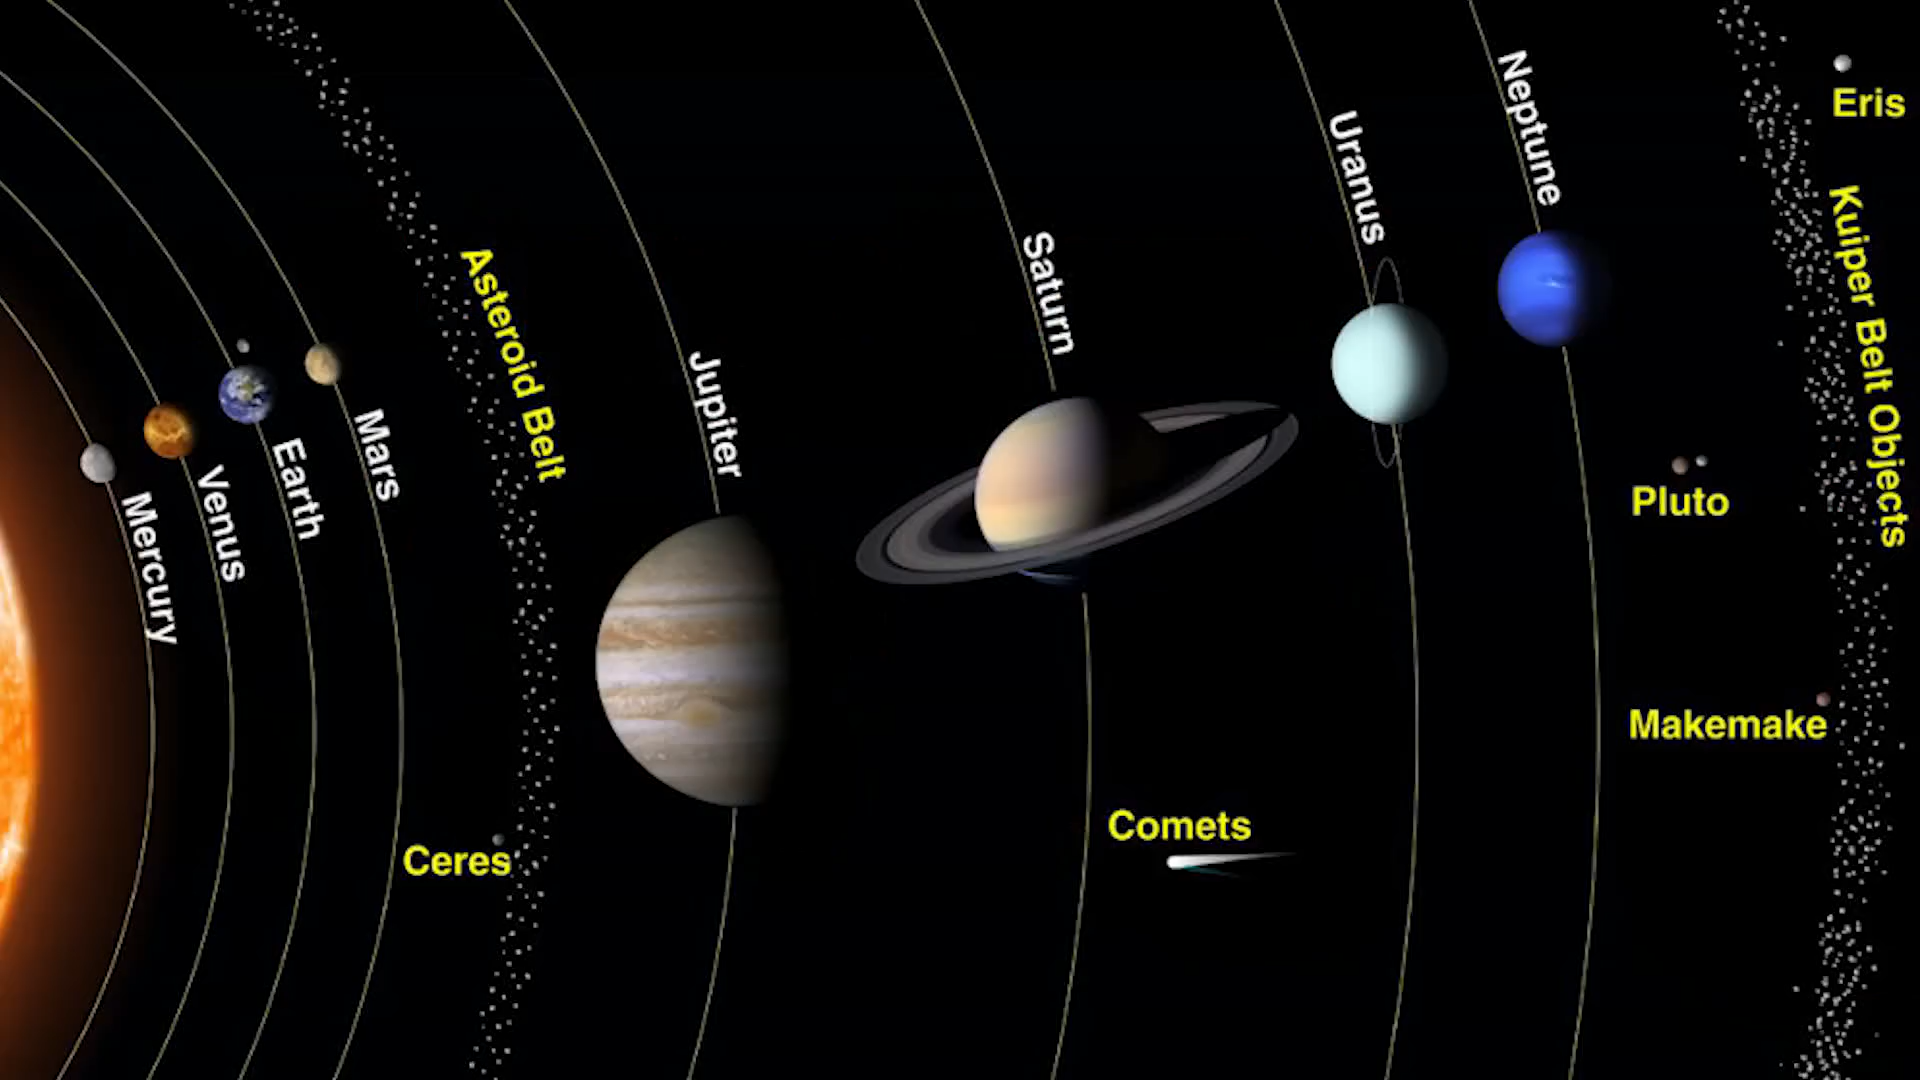 Mercury
Venus
Earth
Mars
Asteroid Belt
Ceres
Jupiter
Saturn
Comets
Uranus
Neptune
Pluto
Makemake
Eris
Kuiper Belt Objects